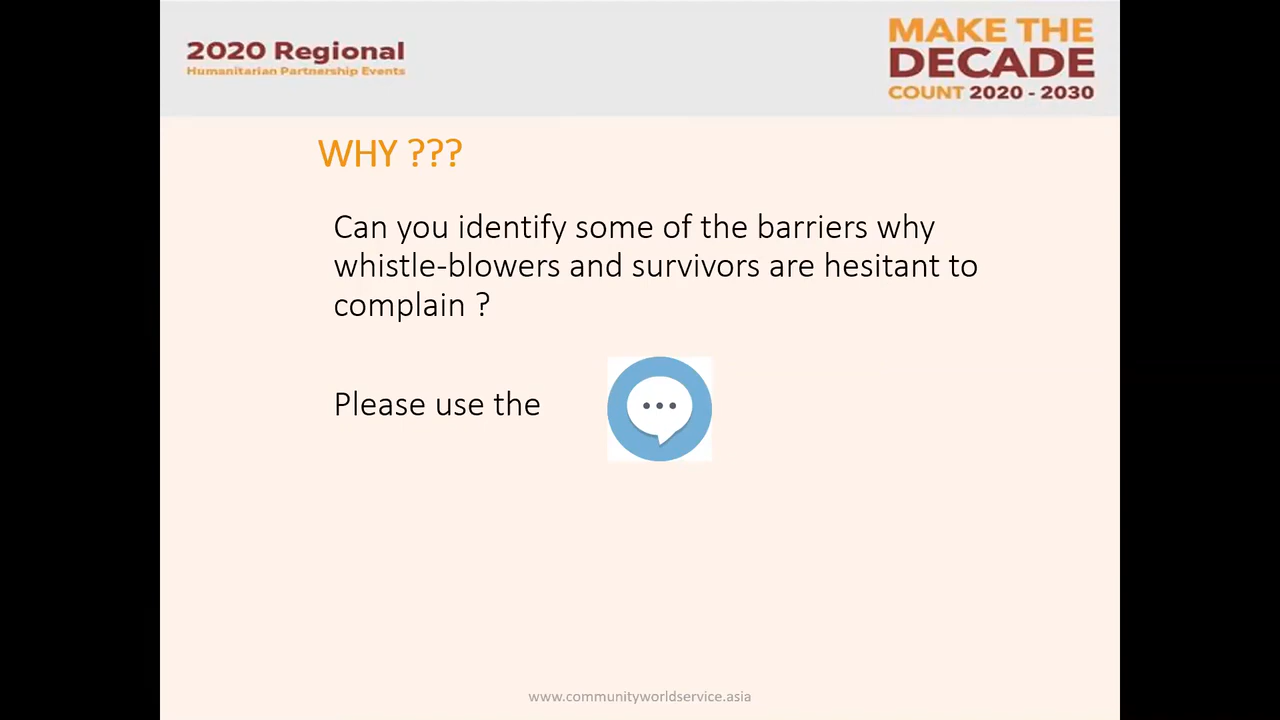 2020 Regional
Humanitarian Partnership Events
MAKE THE
DECADE
COUNT 2020 - 2030
WHY ???
Can you identify some of the barriers why
whistle-blowers and survivors are hesitant to
complain ?
Please use the
www.communityworldservice.asia